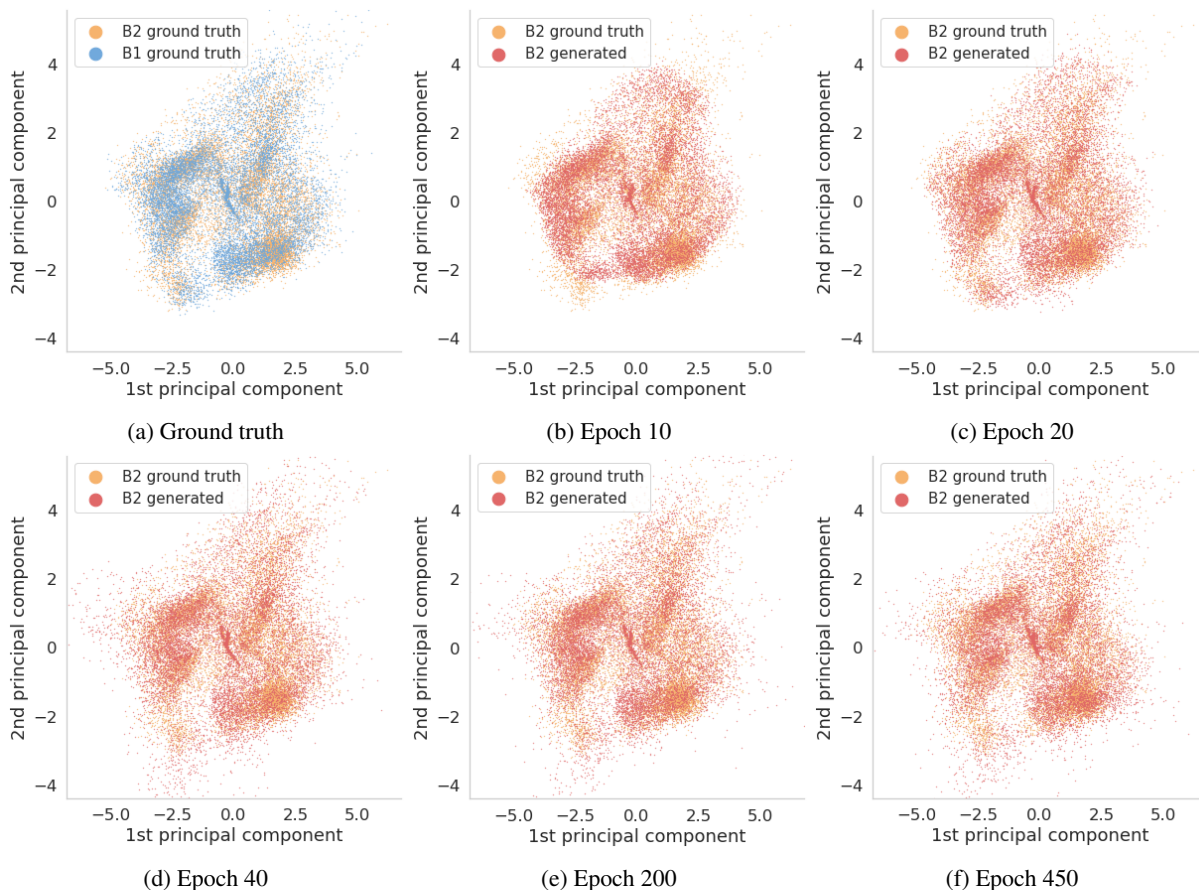 B2 ground truth
B1 ground truth
2nd principal component
4
2
0
−2
−4
−5.0 −2.5 0.0 2.5 5.0
1st principal component
(a) Ground truth
B2 ground truth
B2 generated
2nd principal component
4
2
0
−2
−4
−5.0 −2.5 0.0 2.5 5.0
1st principal component
(b) Epoch 10
B2 ground truth
B2 generated
2nd principal component
4
2
0
−2
−4
−5.0 −2.5 0.0 2.5 5.0
1st principal component
(c) Epoch 20
B2 ground truth
B2 generated
2nd principal component
4
2
0
−2
−4
−5.0 −2.5 0.0 2.5 5.0
1st principal component
(d) Epoch 40
B2 ground truth
B2 generated
2nd principal component
4
2
0
−2
−4
−5.0 −2.5 0.0 2.5 5.0
1st principal component
(e) Epoch 200
B2 ground truth
B2 generated
2nd principal component
4
2
0
−2
−4
−5.0 −2.5 0.0 2.5 5.0
1st principal component
(f) Epoch 450